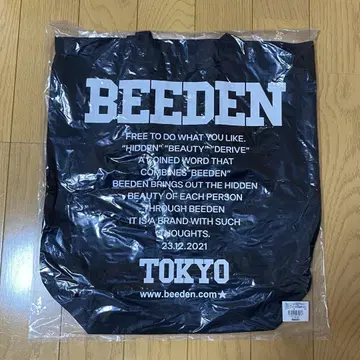 BEEDEN
FREE TO DO WHAT YOU LIKE.
"HIDDEN" "BEAUTY" "DERIVE"
A COINED WORD THAT
COMBINES "BEEDEN"
BEEDEN BRINGS OUT THE HIDDEN
BEAUTY OF EACH PER3ON
THROUGH BEEDEN
IT IS A BRAND WITH SUCH
THOUGHTS.
23.12.2021
TOKYO
www.beeden.com★